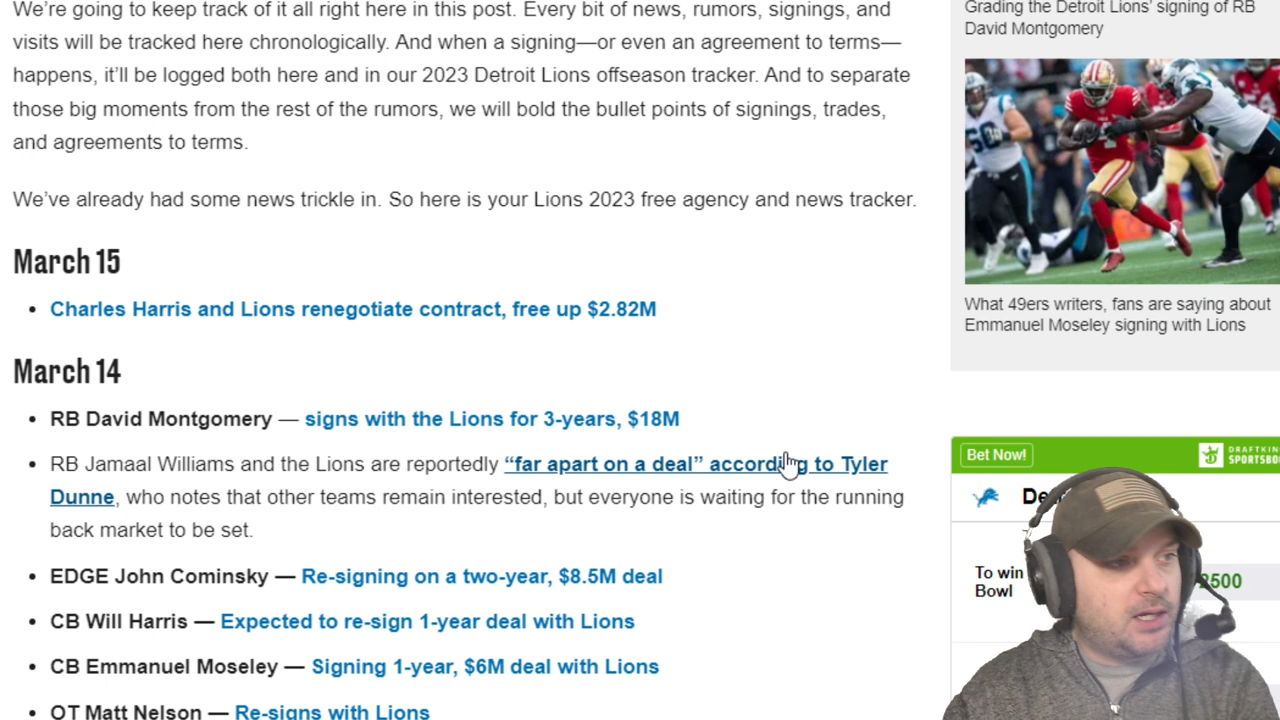 We’re going to keep track of it all right here in this post. Every bit of news, rumors, signings, and
visits will be tracked here chronologically. And when a signing—or even an agreement to terms—
happens, it’ll be logged both here and in our 2023 Detroit Lions offseason tracker. And to separate
those big moments from the rest of the rumors, we will bold the bullet points of signings, trades,
and agreements to terms.
We’ve already had some news trickle in. So here is your Lions 2023 free agency and news tracker.
March 15
• Charles Harris and Lions renegotiate contract, free up $2.82M
March 14
• RB David Montgomery — signs with the Lions for 3-years, $18M
• RB Jamaal Williams and the Lions are reportedly “far apart on a deal” according to Tyler
Dunne, who notes that other teams remain interested, but everyone is waiting for the running
back market to be set.
• EDGE John Cominsky — Re-signing on a two-year, $8.5M deal
• CB Will Harris — Expected to re-sign 1-year deal with Lions
• CB Emmanuel Moseley — Signing 1-year, $6M deal with Lions
• OT Matt Nelson — Re-signs with Lions
Grading the Detroit Lions’ signing of RB
David Montgomery
What 49ers writers, fans are saying about
Emmanuel Moseley signing with Lions
Bet Now!
DRAFTKIN
SPORTSBO
De
To win
Bowl
2500